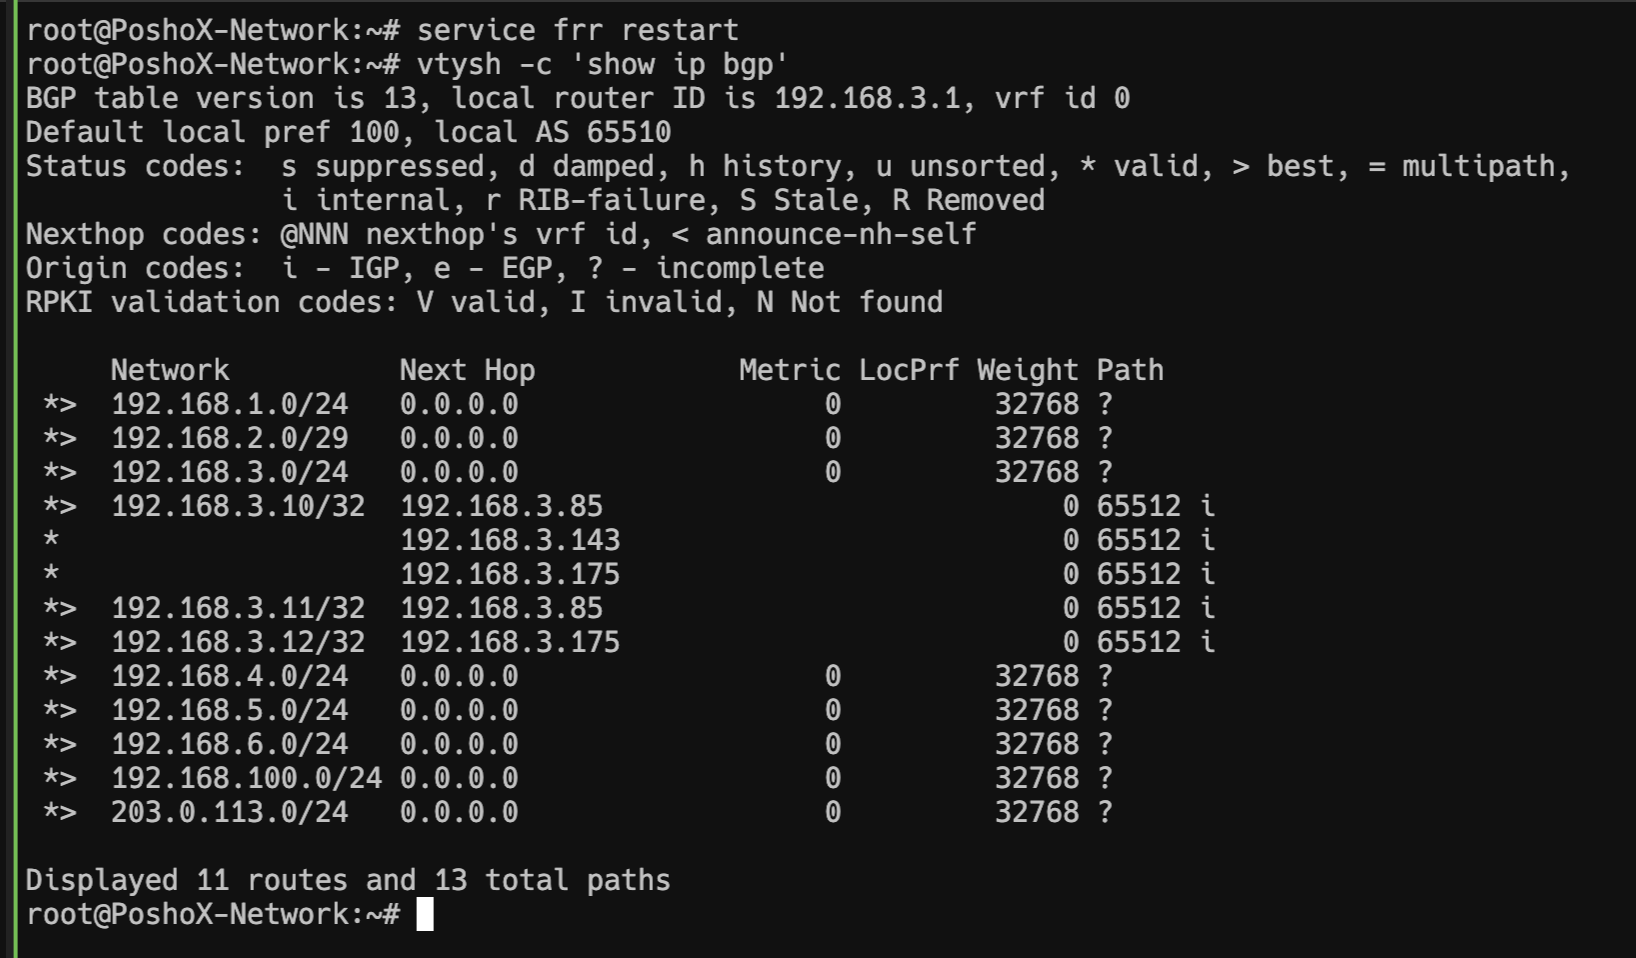 root@PoshoX-Network:~# service frr restart
root@PoshoX-Network:~# vtysh -c 'show ip bgp'
BGP table version is 13, local router ID is 192.168.3.1, vrf id 0
Default local pref 100, local AS 65510
Status codes:  s suppressed, d damped, h history, u unsorted, * valid, > best, = multipath,
               i internal, r RIB-failure, S Stale, R Removed
Nexthop codes: @NNN nexthop's vrf id, < announce-nh-self
Origin codes:  i - IGP, e - EGP, ? - incomplete
RPKI validation codes: V valid, I invalid, N Not found

     Network          Next Hop            Metric LocPrf Weight Path
 *>  192.168.1.0/24   0.0.0.0                  0         32768 ?
 *>  192.168.2.0/29   0.0.0.0                  0         32768 ?
 *>  192.168.3.0/24   0.0.0.0                  0         32768 ?
 *>  192.168.3.10/32  192.168.3.85                           0 65512 i
 *                    192.168.3.143                          0 65512 i
 *                    192.168.3.175                          0 65512 i
 *>  192.168.3.11/32  192.168.3.85                           0 65512 i
 *>  192.168.3.12/32  192.168.3.175                          0 65512 i
 *>  192.168.4.0/24   0.0.0.0                  0         32768 ?
 *>  192.168.5.0/24   0.0.0.0                  0         32768 ?
 *>  192.168.6.0/24   0.0.0.0                  0         32768 ?
 *>  192.168.100.0/24 0.0.0.0                  0         32768 ?
 *>  203.0.113.0/24   0.0.0.0                  0         32768 ?

Displayed 11 routes and 13 total paths
root@PoshoX-Network:~#